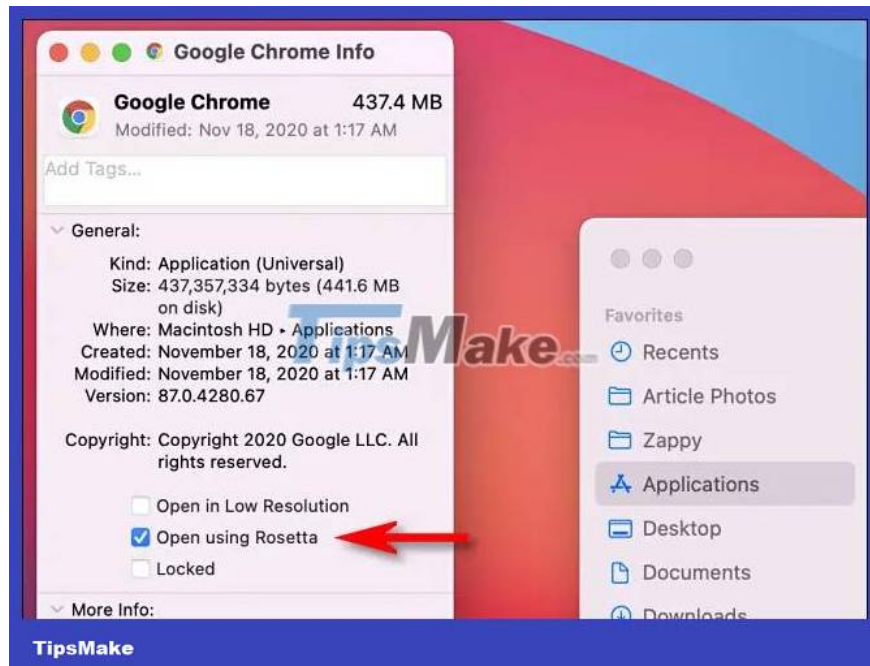 Google Chrome Info
Google Chrome 437.4 MB
Modified: Nov 18, 2020 at 1:17 AM
Add Tags...
General:
Kind: Application (Universal)
Size: 437,357,334 bytes (441.6 MB
on disk)
Where: Macintosh HD ▸ Applications
Created: November 18, 2020 at 1:17 AM
Modified: November 18, 2020 at 1:17 AM
Version: 87.0.4280.67
Copyright: Copyright 2020 Google LLC. All
rights reserved.
Open in Low Resolution
Open using Rosetta
Locked
More Info:
Favorites
Recents
Article Photos
Zappy
Applications
Desktop
Documents
Downloads
TipsMake.com
TipsMake